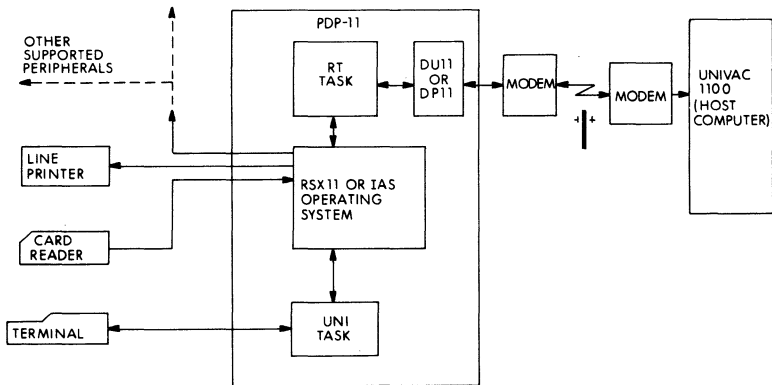 PDP-11
OTHER
SUPPORTED
PERIPHERALS
RT
TASK
DU11
OR
DP11
MODEM
MODEM
UNIVAC
1100
(HOST
COMPUTER)
LINE
PRINTER
RSX11 OR IAS
OPERATING
SYSTEM
CARD
READER
TERMINAL
UNI
TASK